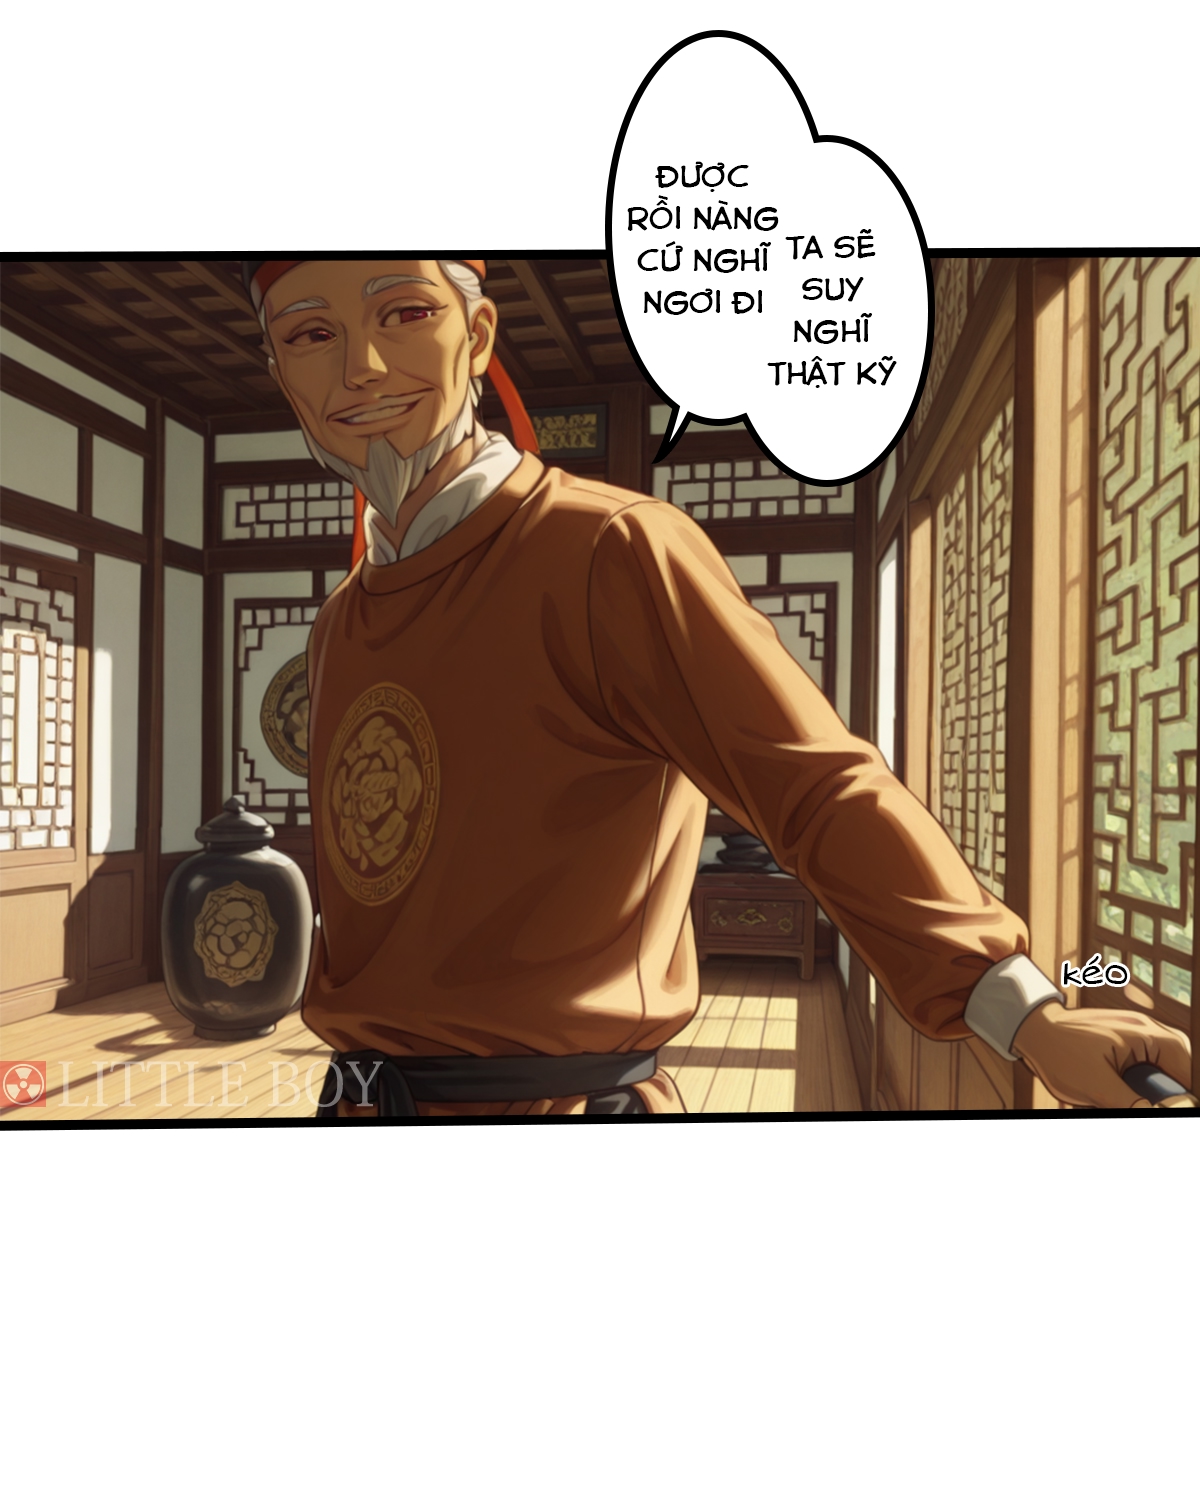 ĐƯỢC
RỒI NÀNG
CỨ NGHĨ
NGƠI ĐI
TA SẼ
SUY
NGHĨ
THẬT KỸ
kéo
LITTLE BOY